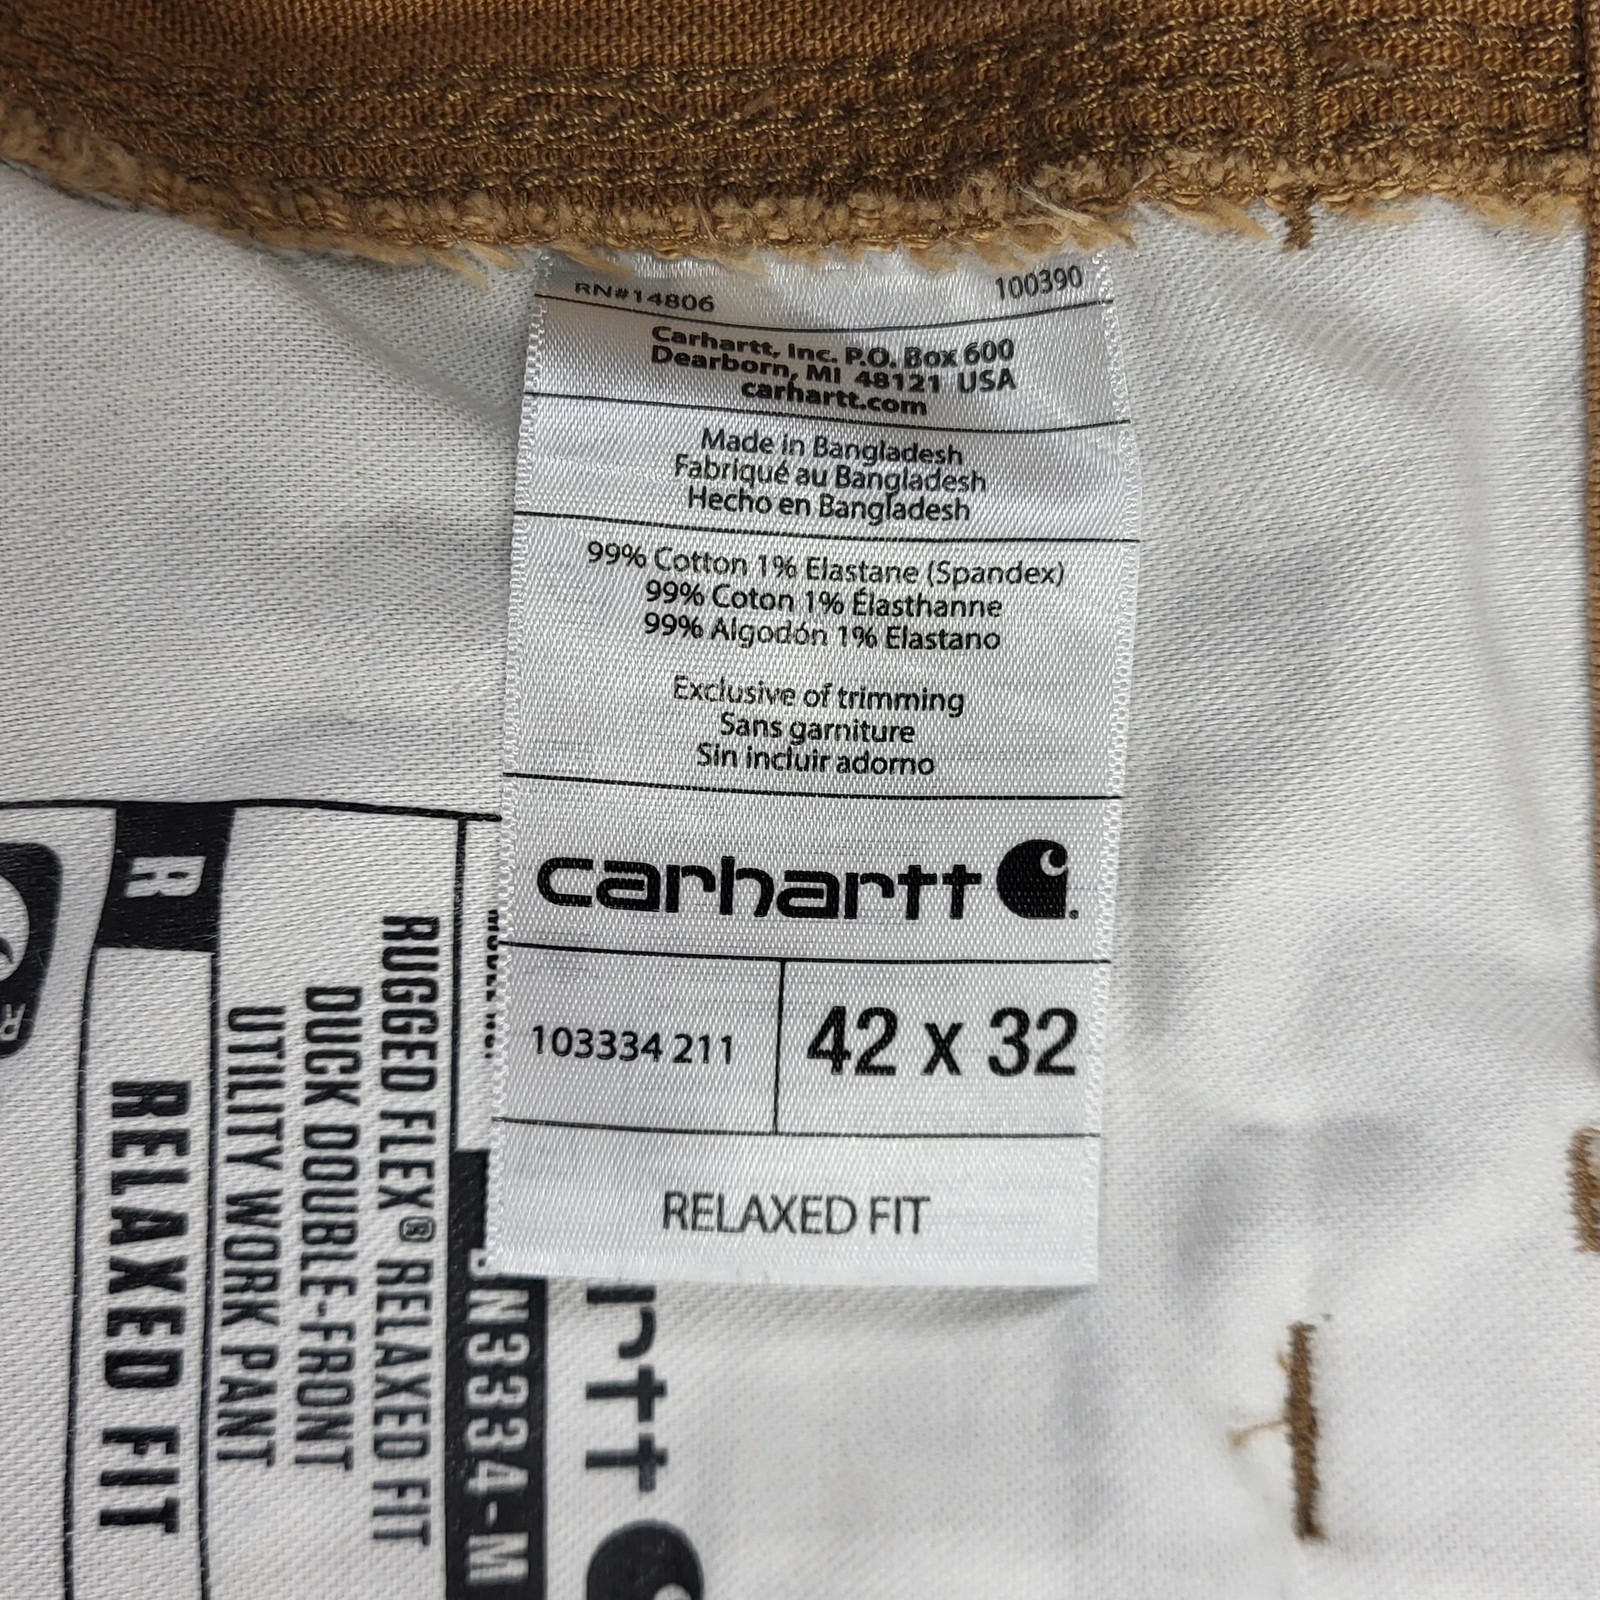 RN#14806 100390
Carhartt, Inc. P.O. Box 600
Dearborn, MI 48121 USA
carhartt.com
Made in Bangladesh
Fabriqué au Bangladesh
Hecho en Bangladesh
99% Cotton 1% Elastane (Spandex)
99% Coton 1% Élasthanne
99% Algodón 1% Elastano
Exclusive of trimming
Sans garniture
Sin incluir adorno
carhartt
103334 211
42 x 32
RELAXED FIT
N3334-M
RUGGED FLEX® RELAXED FIT
DUCK DOUBLE-FRONT
UTILITY WORK PANT
R
RELAXED FIT
rtt
R